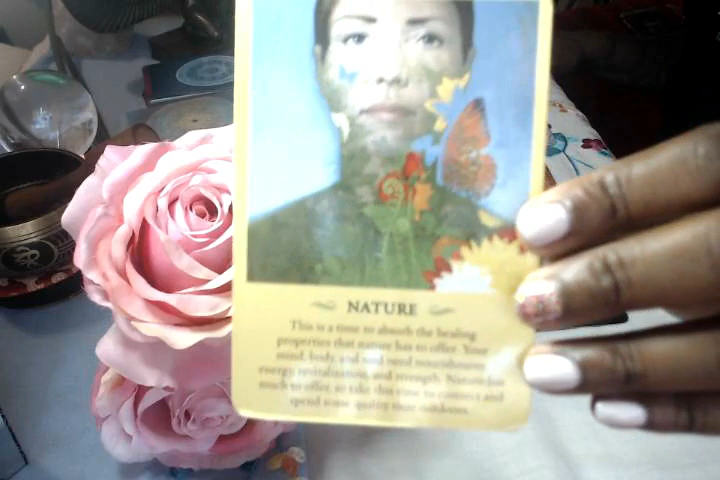 NATURE
This is a time to absorb the healing
properties that nature has to offer. Your
mind, body, and soul need nourishment,
energy, revitalization, and strength. Nature has
much to offer, so take this time to connect and
spend some quality time outdoors.